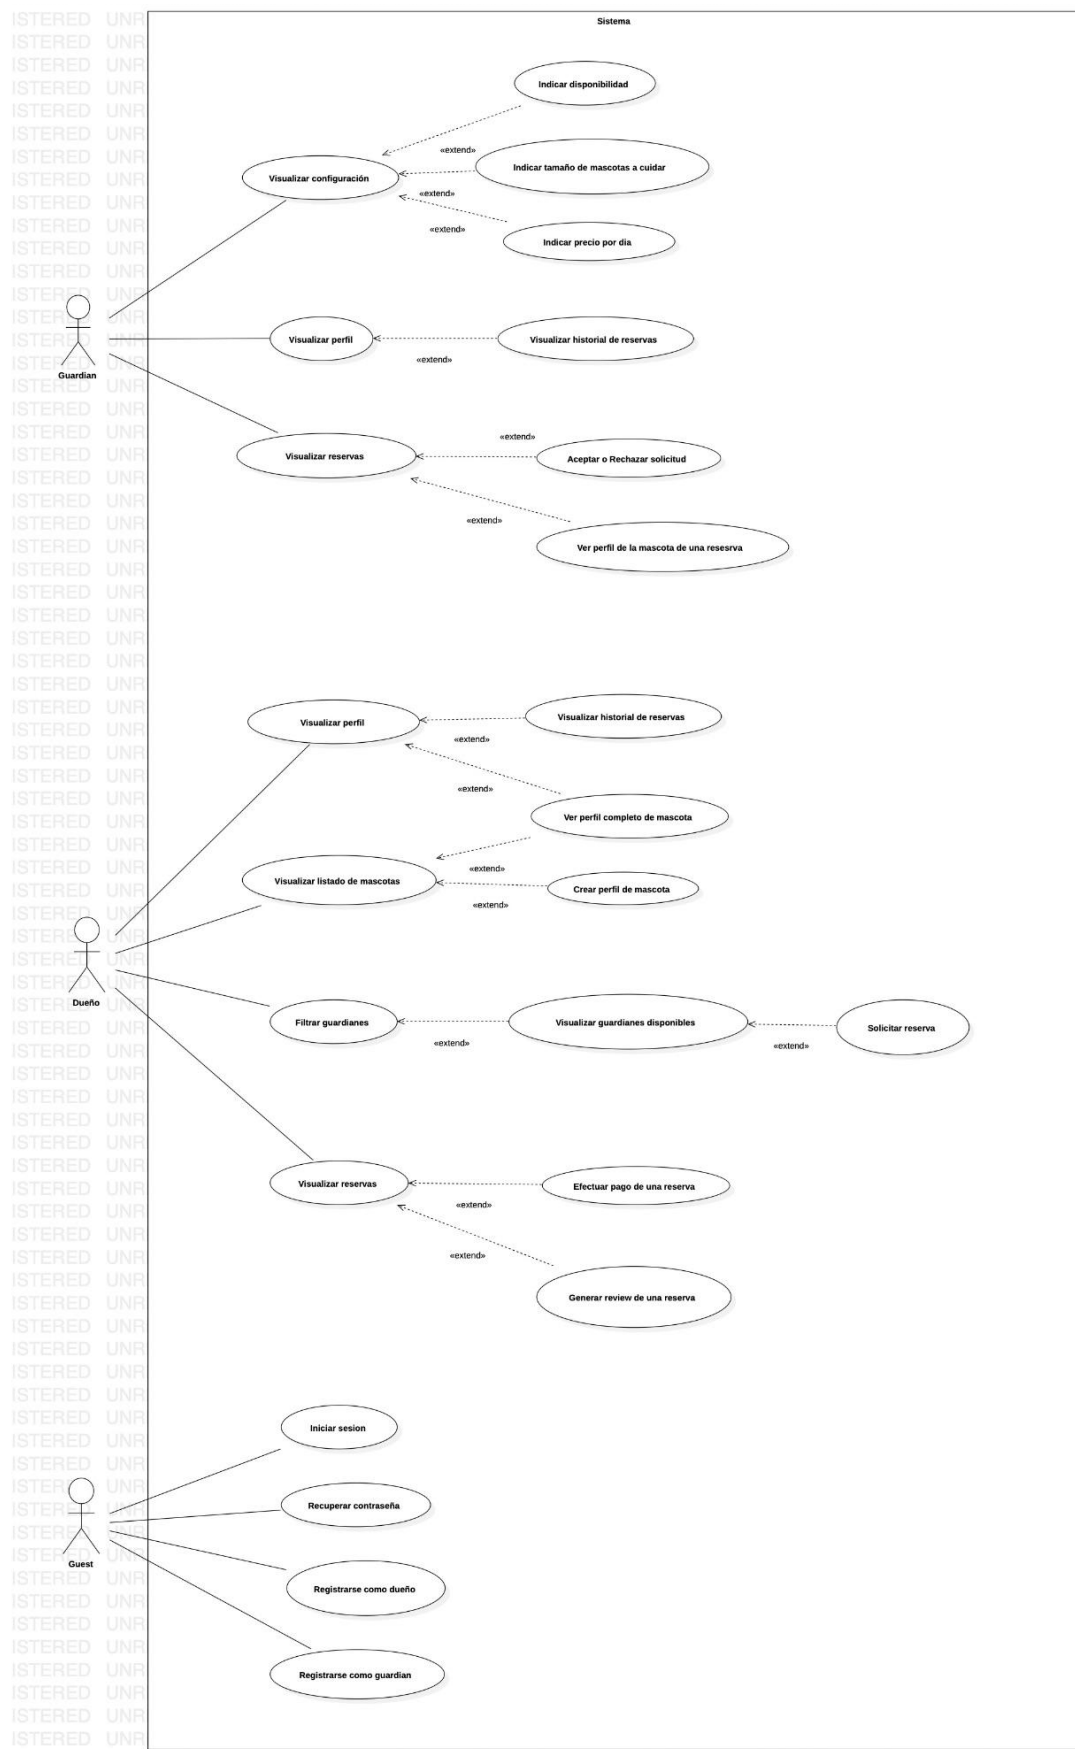 Sistema
Indicar disponibilidad
«extend»
Indicar tamaño de mascotas a cuidar
Visualizar configuración
«extend»
«extend»
Indicar precio por dia
Guardian
Visualizar perfil
Visualizar historial de reservas
«extend»
«extend»
Visualizar reservas
Aceptar o Rechazar solicitud
«extend»
Ver perfil de la mascota de una resesrva
Visualizar perfil
Visualizar historial de reservas
«extend»
«extend»
Ver perfil completo de mascota
«extend»
Visualizar listado de mascotas
Crear perfil de mascota
«extend»
Dueño
Filtrar guardianes
Visualizar guardianes disponibles
Solicitar reserva
«extend»
«extend»
Visualizar reservas
Efectuar pago de una reserva
«extend»
«extend»
Generar review de una reserva
Iniciar sesion
Recuperar contraseña
Guest
Registrarse como dueño
Registrarse como guardian